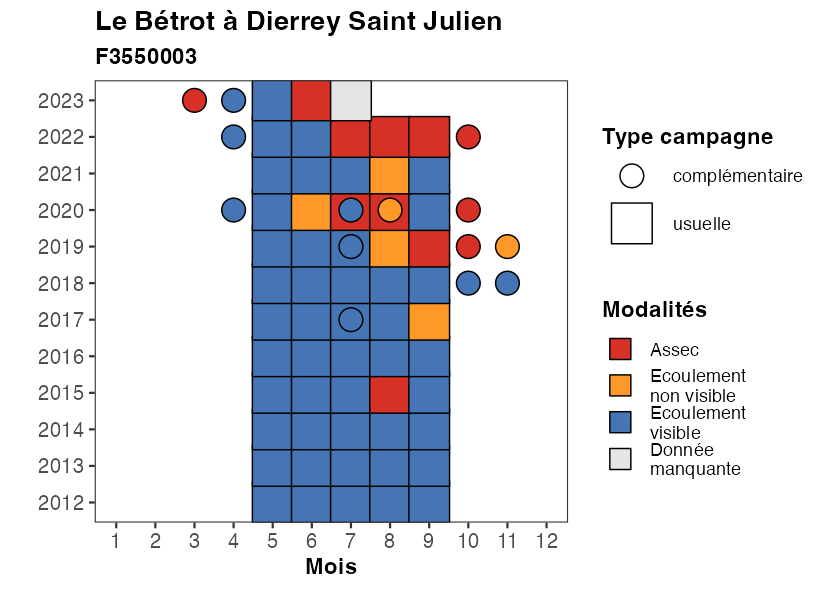 Le Bétrot à Dierrey Saint Julien
F3550003
2023
2022
2021
2020
2019
2018
2017
2016
2015
2014
2013
2012
1 2 3 4 5 6 7 8 9 10 11 12
Mois
Type campagne
complémentaire
usuelle
Modalités
Assec
Ecoulement
non visible
Ecoulement
visible
Donnée
manquante